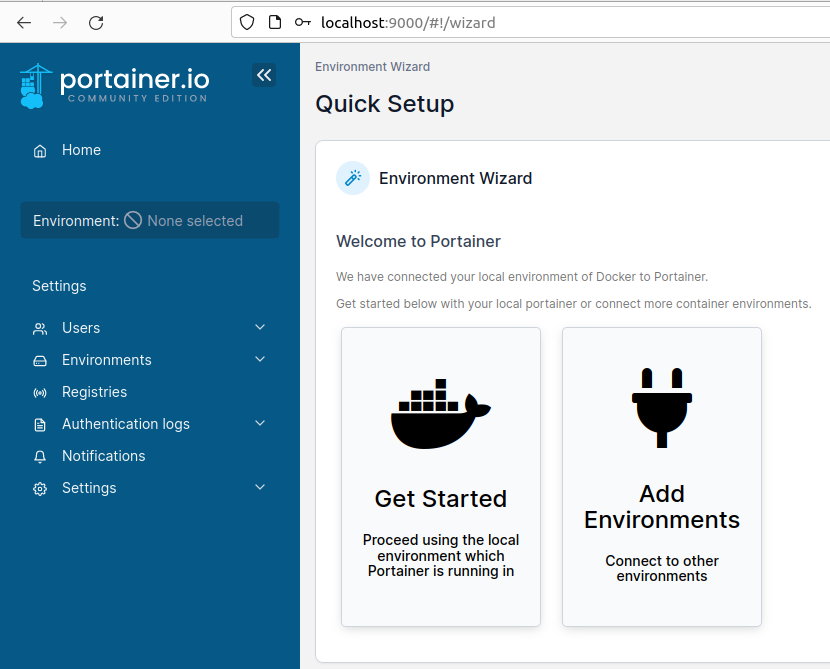 localhost:9000/#!/wizard
portainer.io
COMMUNITY EDITION
Home
Environment: None selected
Settings
Users
Environments
Registries
Authentication logs
Notifications
Settings
Environment Wizard
Quick Setup
Environment Wizard
Welcome to Portainer
We have connected your local environment of Docker to Portainer.
Get started below with your local portainer or connect more container environments.
Get Started
Proceed using the local
environment which
Portainer is running in
Add
Environments
Connect to other
environments